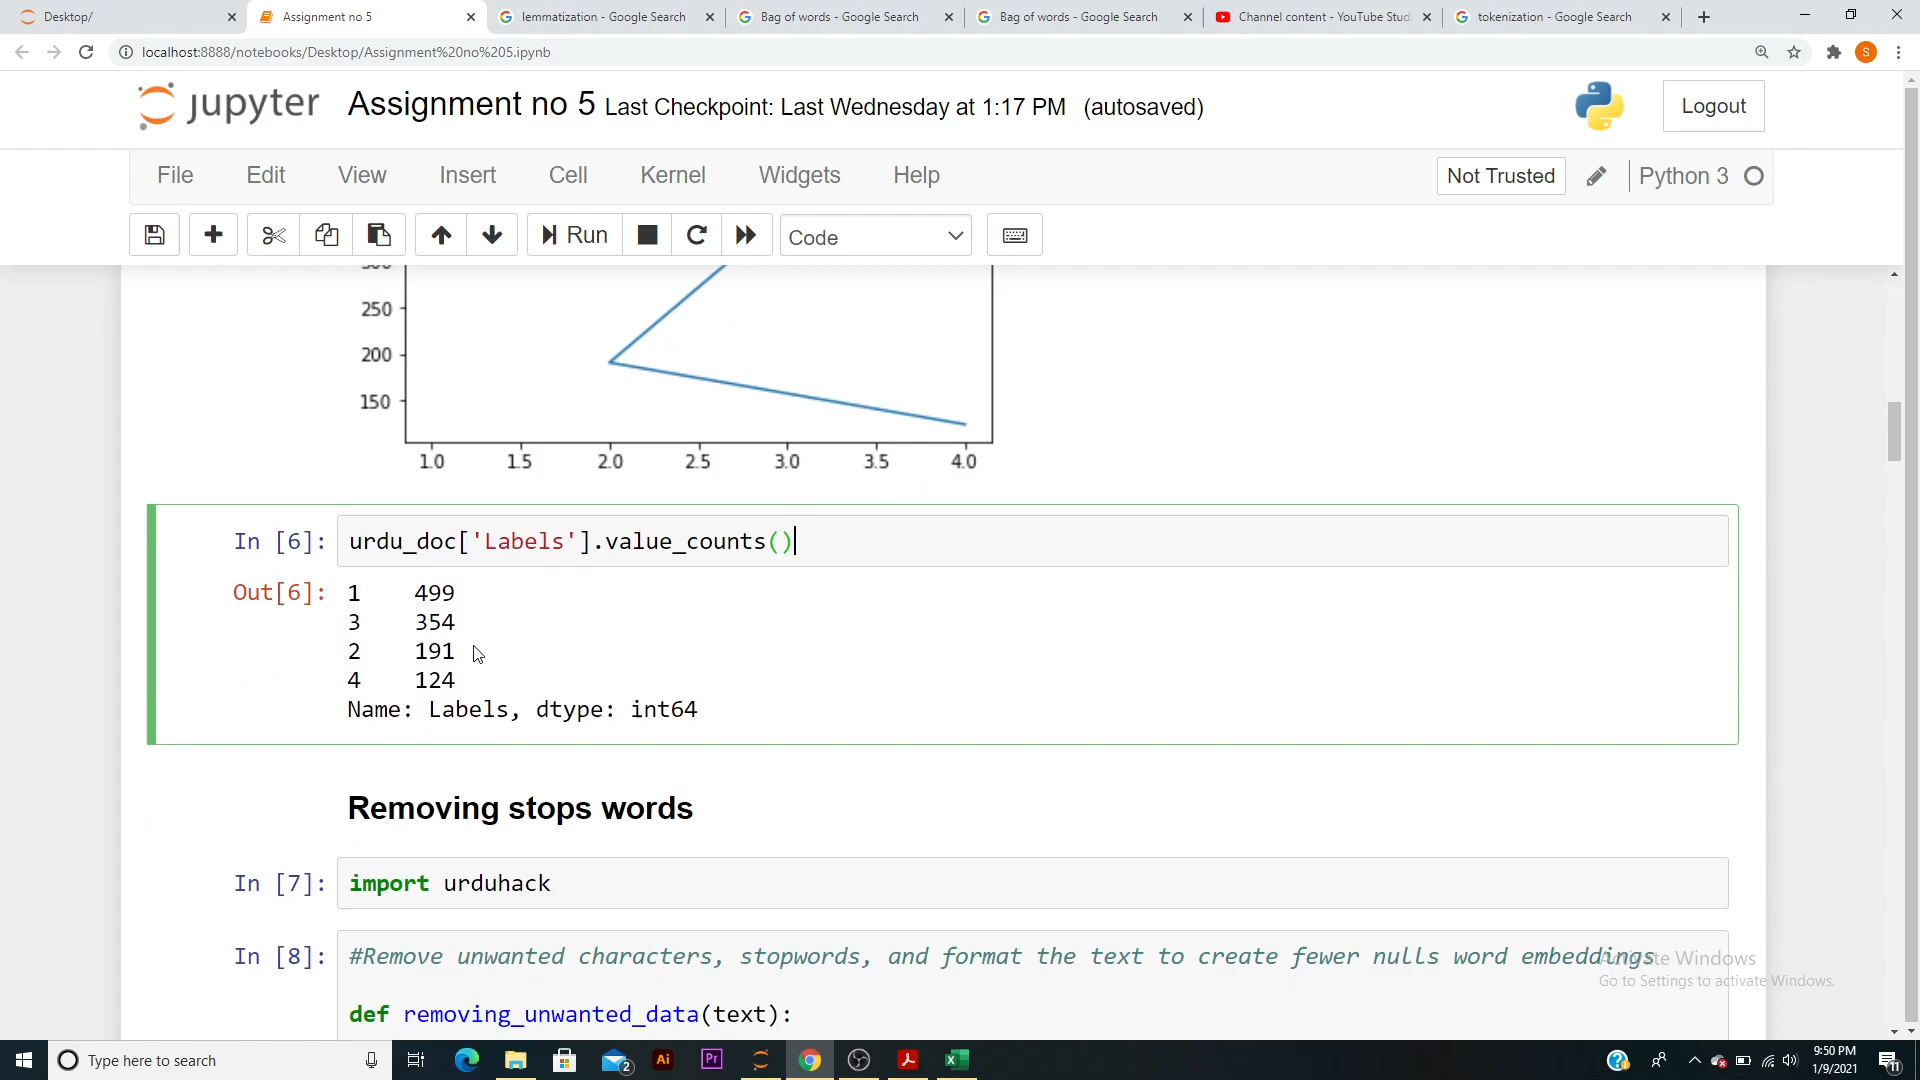 Desktop/
Assignment no 5
lemmatization - Google Search
Bag of words - Google Search
Bag of words - Google Search
Channel content - YouTube Stud
tokenization - Google Search
localhost:8888/notebooks/Desktop/Assignment%20no%205.ipynb
S
jupyter Assignment no 5 Last Checkpoint: Last Wednesday at 1:17 PM (autosaved)
Logout
File Edit View Insert Cell Kernel Widgets Help
Not Trusted
Python 3
Run
Code
300
250
200
150
1.0 1.5 2.0 2.5 3.0 3.5 4.0
In [6]: urdu_doc['Labels'].value_counts()
Out[6]: 1 499
3 354
2 191
4 124
Name: Labels, dtype: int64
Removing stops words
In [7]: import urduhack
In [8]: #Remove unwanted characters, stopwords, and format the text to create fewer nulls word embeddings
def removing_unwanted_data(text):
Activate Windows
Go to Settings to activate Windows.
Type here to search
2
Ai
Pr
9:50 PM
1/9/2021
11